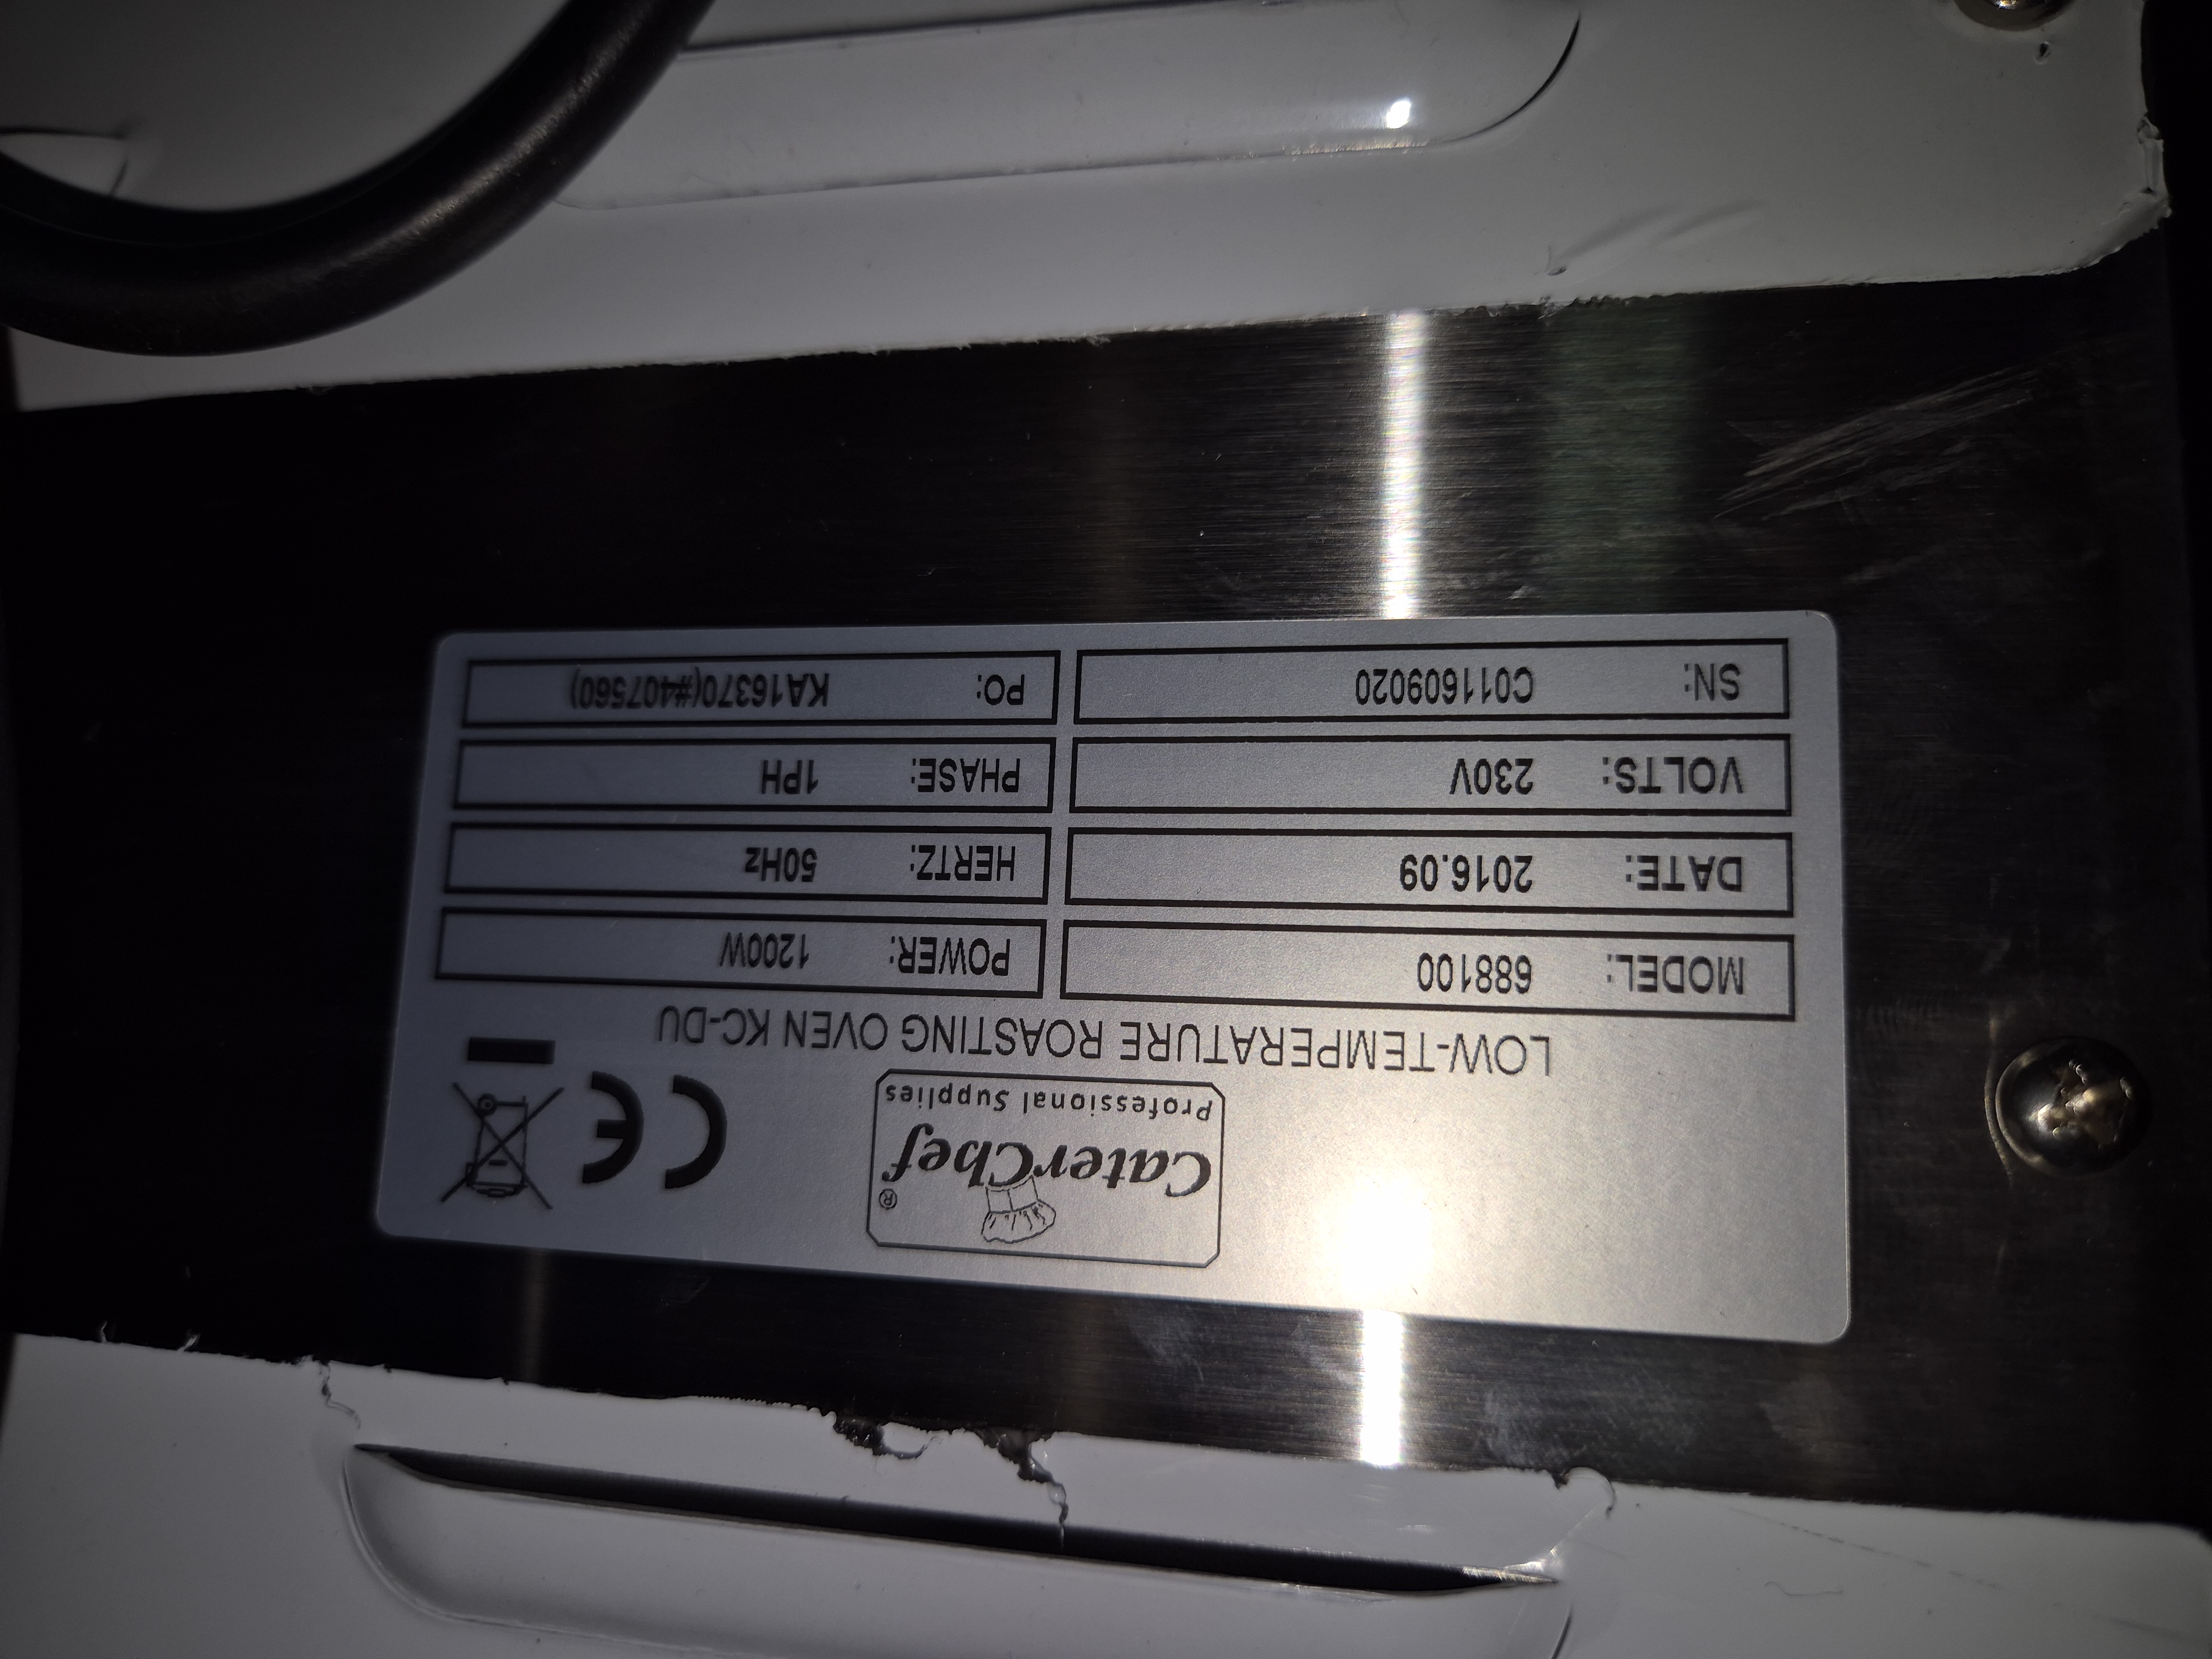 CaterChef®
Professional Supplies
CE
LOW-TEMPERATURE ROASTING OVEN KC-DU
MODEL: 688100 POWER: 1200W
DATE: 2016.09 HERTZ: 50Hz
VOLTS: 230V PHASE: 1PH
SN: C011609020 PO: KA16370(#407560)